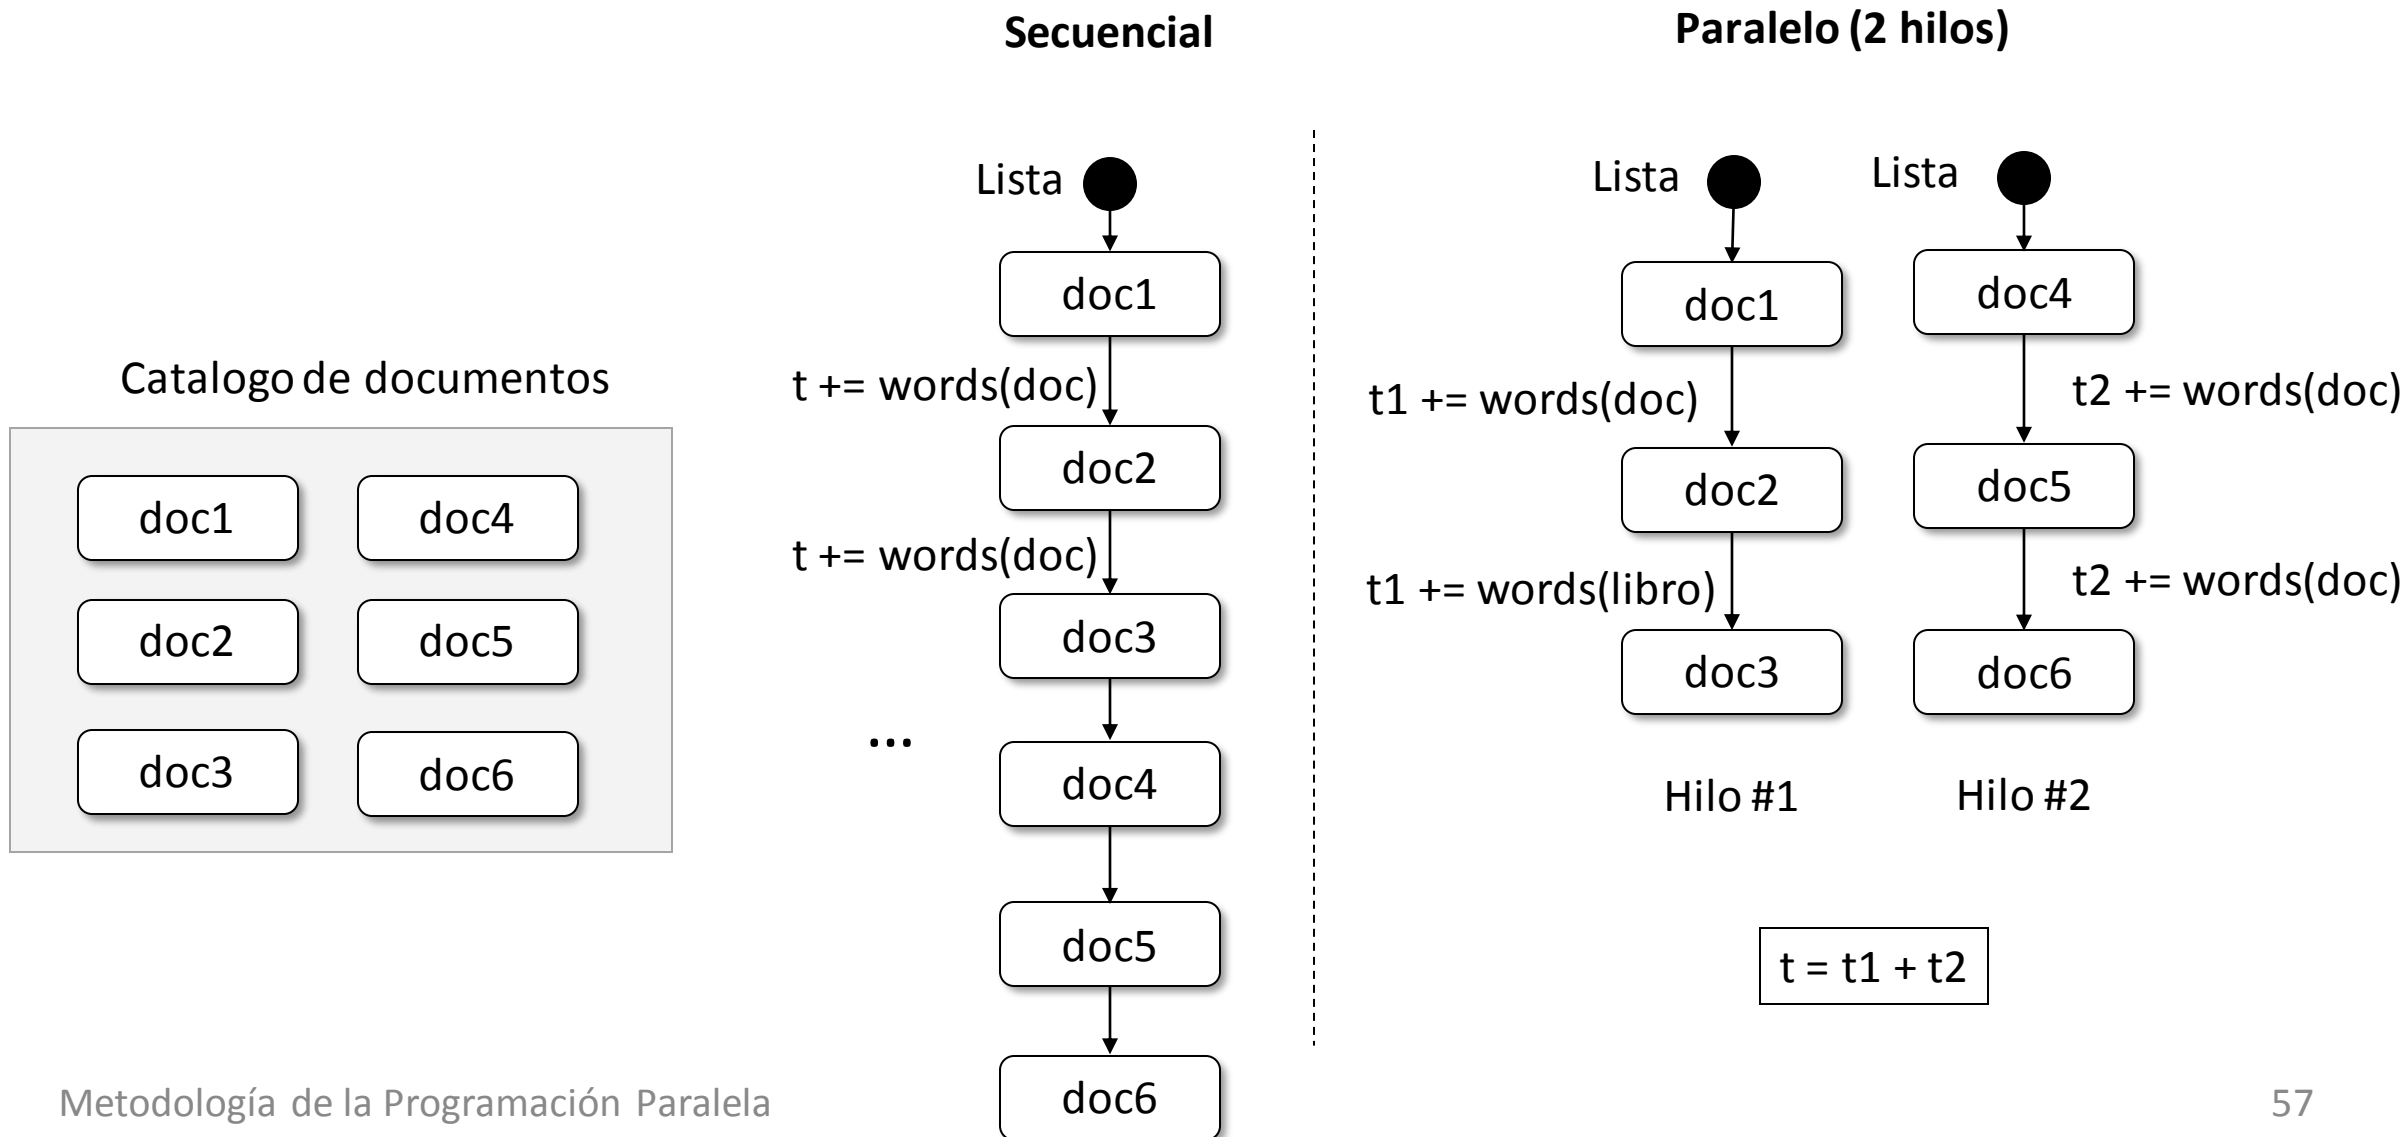 Secuencial
Paralelo (2 hilos)
Catalogo de documentos
doc1
doc4
doc2
doc5
doc3
doc6
Lista
doc1
t += words(doc)
doc2
t += words(doc)
doc3
...
doc4
doc5
doc6
Lista
doc1
t1 += words(doc)
doc2
t1 += words(libro)
doc3
Hilo #1
Lista
doc4
t2 += words(doc)
doc5
t2 += words(doc)
doc6
Hilo #2
t = t1 + t2
Metodología de la Programación Paralela
57